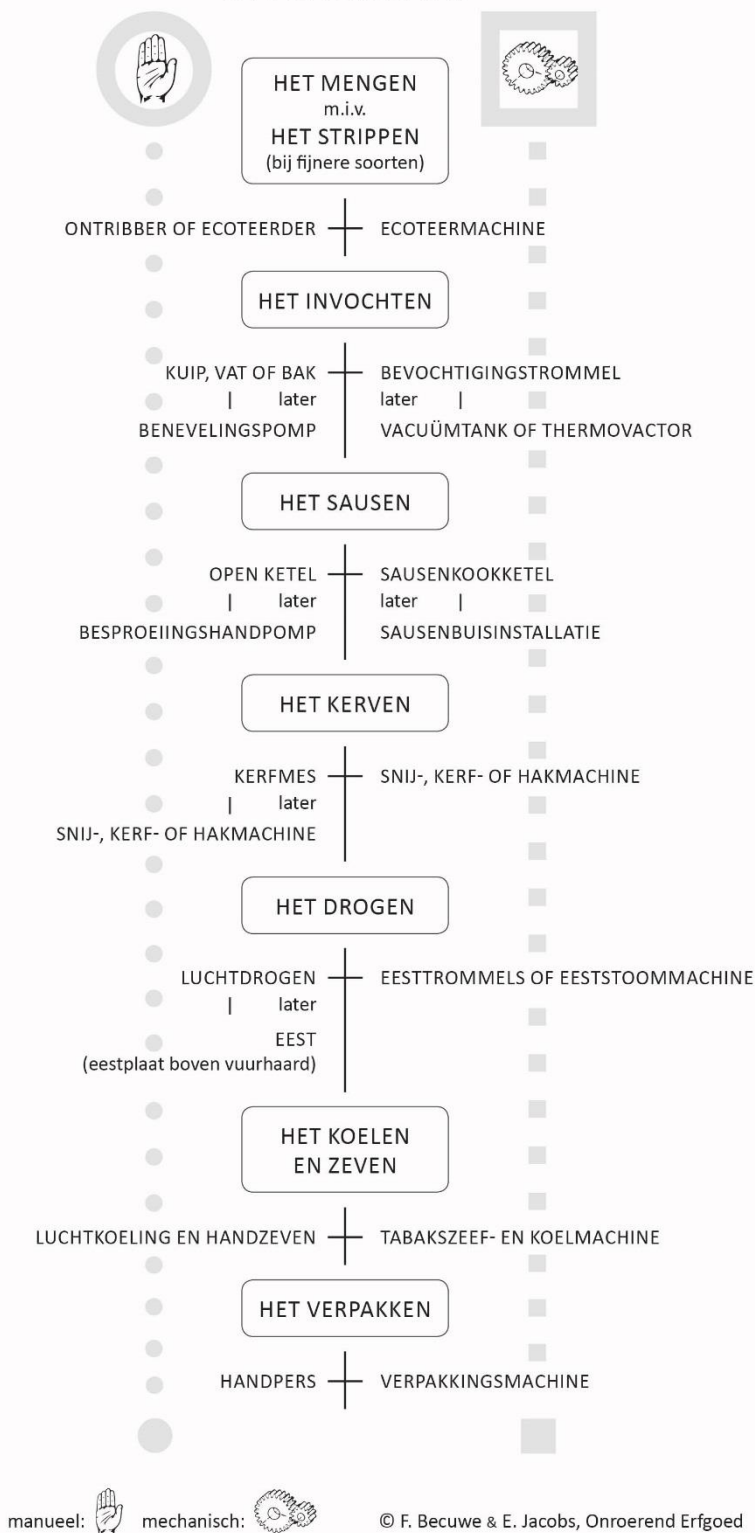 HET MENGEN
m.i.v.
HET STRIPPEN
(bij fijnere soorten)
ONTRIBBER OF ECOTEERDER
ECOTEERMACHINE
HET INVOCHTEN
KUIP, VAT OF BAK
BEVOCHTIGINGSTROMMEL
| later
later |
BENEVELINGSPOMP
VACUÜMTANK OF THERMOVACTOR
HET SAUSEN
OPEN KETEL
SAUSENKOOKKETEL
| later
later |
BESPROEIINGSHANDPOMP
SAUSENBUISINSTALLATIE
HET KERVEN
KERFMES
SNIJ-, KERF- OF HAKMACHINE
| later
SNIJ-, KERF- OF HAKMACHINE
HET DROGEN
LUCHTDROGEN
EESTTROMMELS OF EESTSTOOMMACHINE
| later
EEST
(eestplaat boven vuurhaard)
HET KOELEN
EN ZEVEN
LUCHTKOELING EN HANDZEVEN
TABAKSZEEF- EN KOELMACHINE
HET VERPAKKEN
HANDPERS
VERPAKKINGSMACHINE
manueel: mechanisch:
© F. Becuwe & E. Jacobs, Onroerend Erfgoed